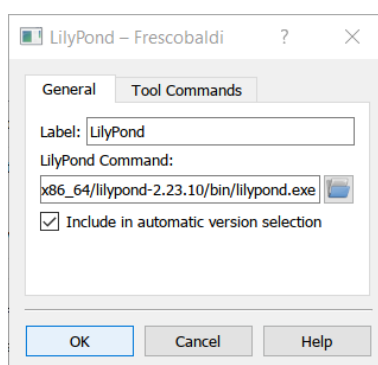 LilyPond – Frescobaldi ?
General Tool Commands
Label: LilyPond
LilyPond Command:
x86_64/lilypond-2.23.10/bin/lilypond.exe
Include in automatic version selection
OK Cancel Help